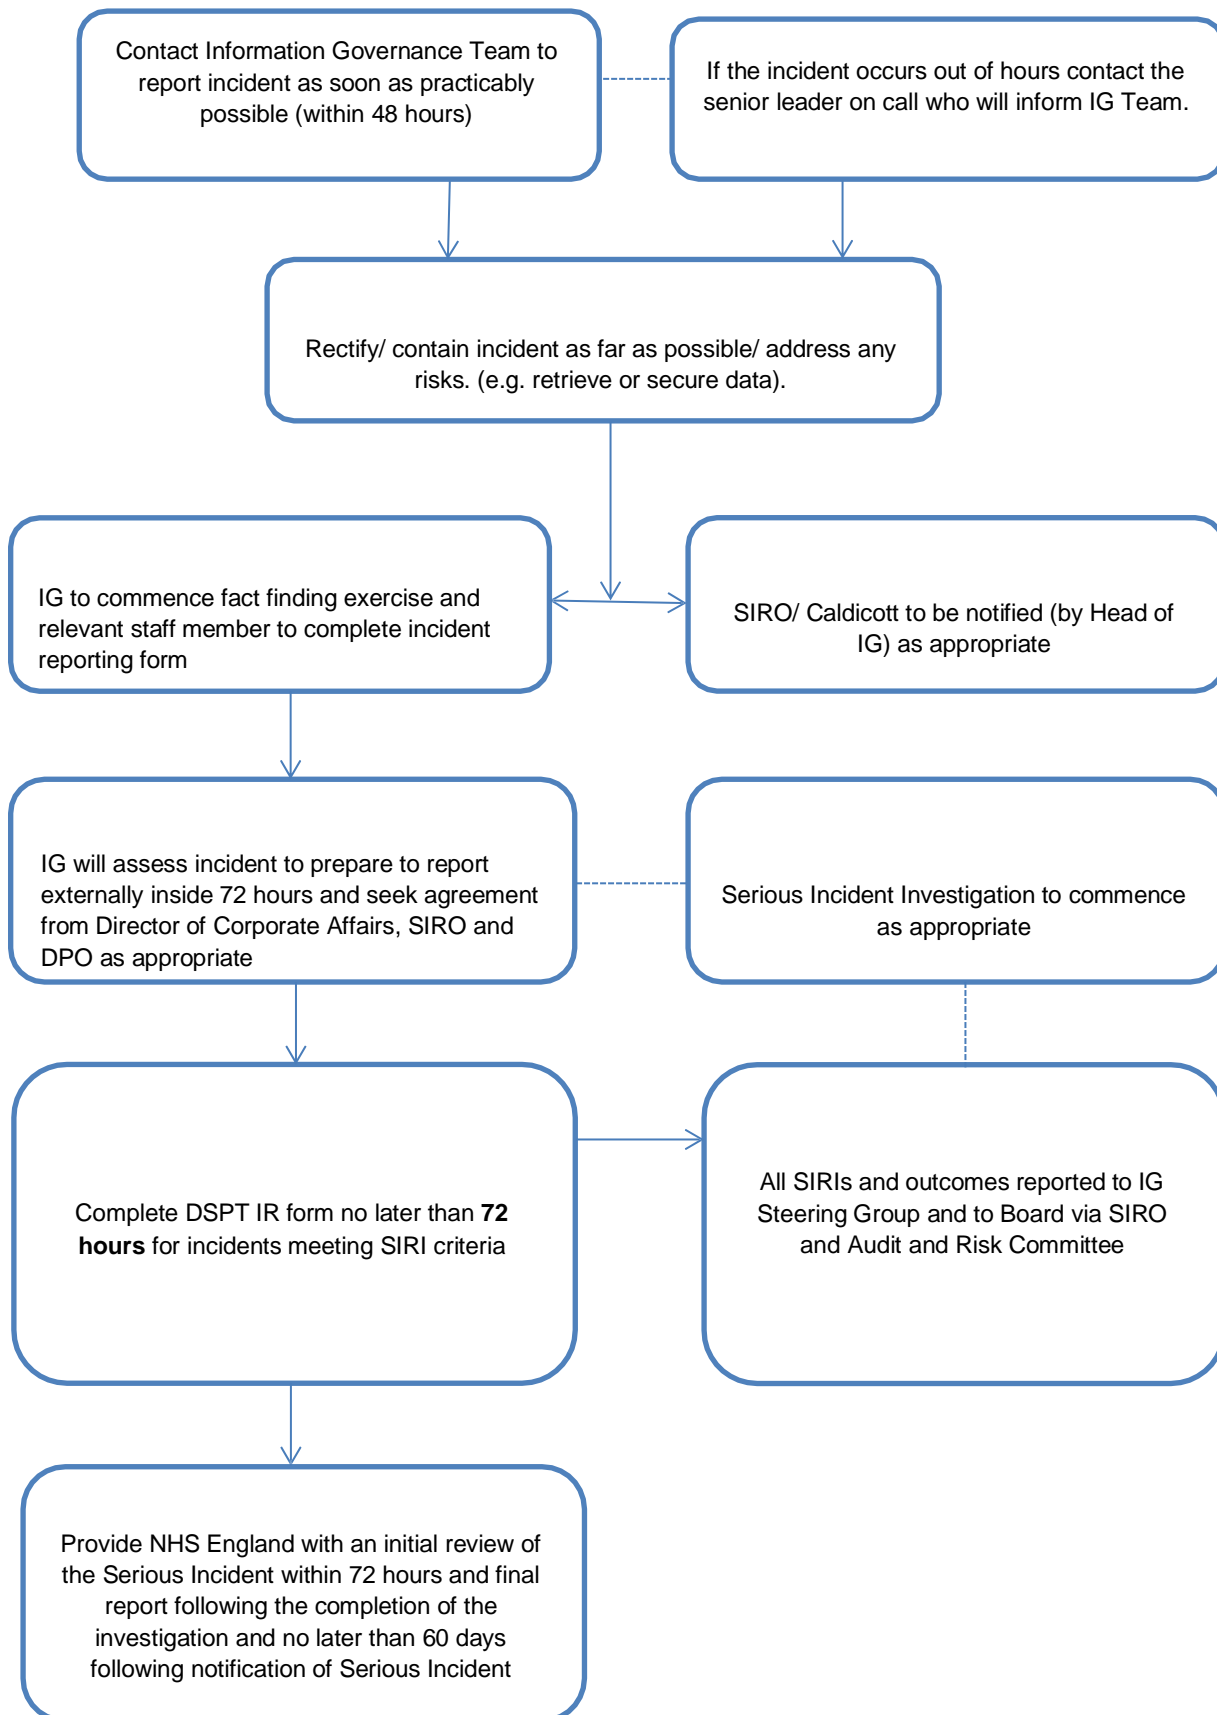 Contact Information Governance Team to
report incident as soon as practicably
possible (within 48 hours)
If the incident occurs out of hours contact the
senior leader on call who will inform IG Team.
Rectify/ contain incident as far as possible/ address any
risks. (e.g. retrieve or secure data).
IG to commence fact finding exercise and
relevant staff member to complete incident
reporting form
SIRO/ Caldicott to be notified (by Head of
IG) as appropriate
IG will assess incident to prepare to report
externally inside 72 hours and seek agreement
from Director of Corporate Affairs, SIRO and
DPO as appropriate
Serious Incident Investigation to commence
as appropriate
Complete DSPT IR form no later than 72
hours for incidents meeting SIRI criteria
All SIRIs and outcomes reported to IG
Steering Group and to Board via SIRO
and Audit and Risk Committee
Provide NHS England with an initial review of
the Serious Incident within 72 hours and final
report following the completion of the
investigation and no later than 60 days
following notification of Serious Incident